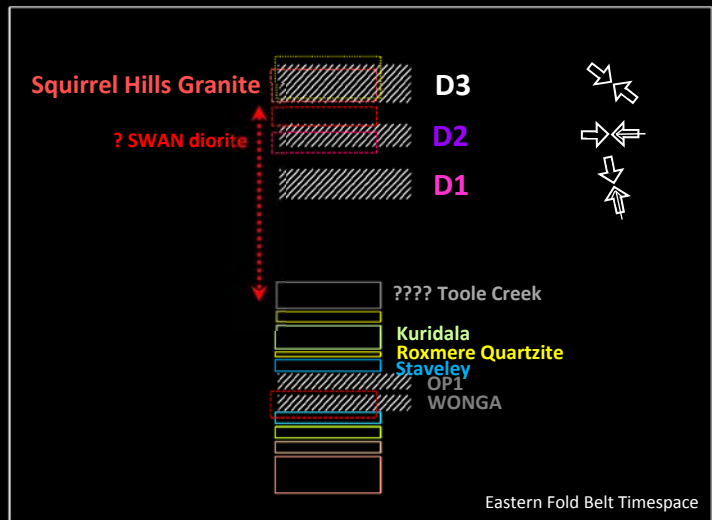 Squirrel Hills Granite
D3
? SWAN diorite
D2
D1
???? Toole Creek
Kuridala
Roxmere Quartzite
Staveley
OP1
WONGA
Eastern Fold Belt Timespace